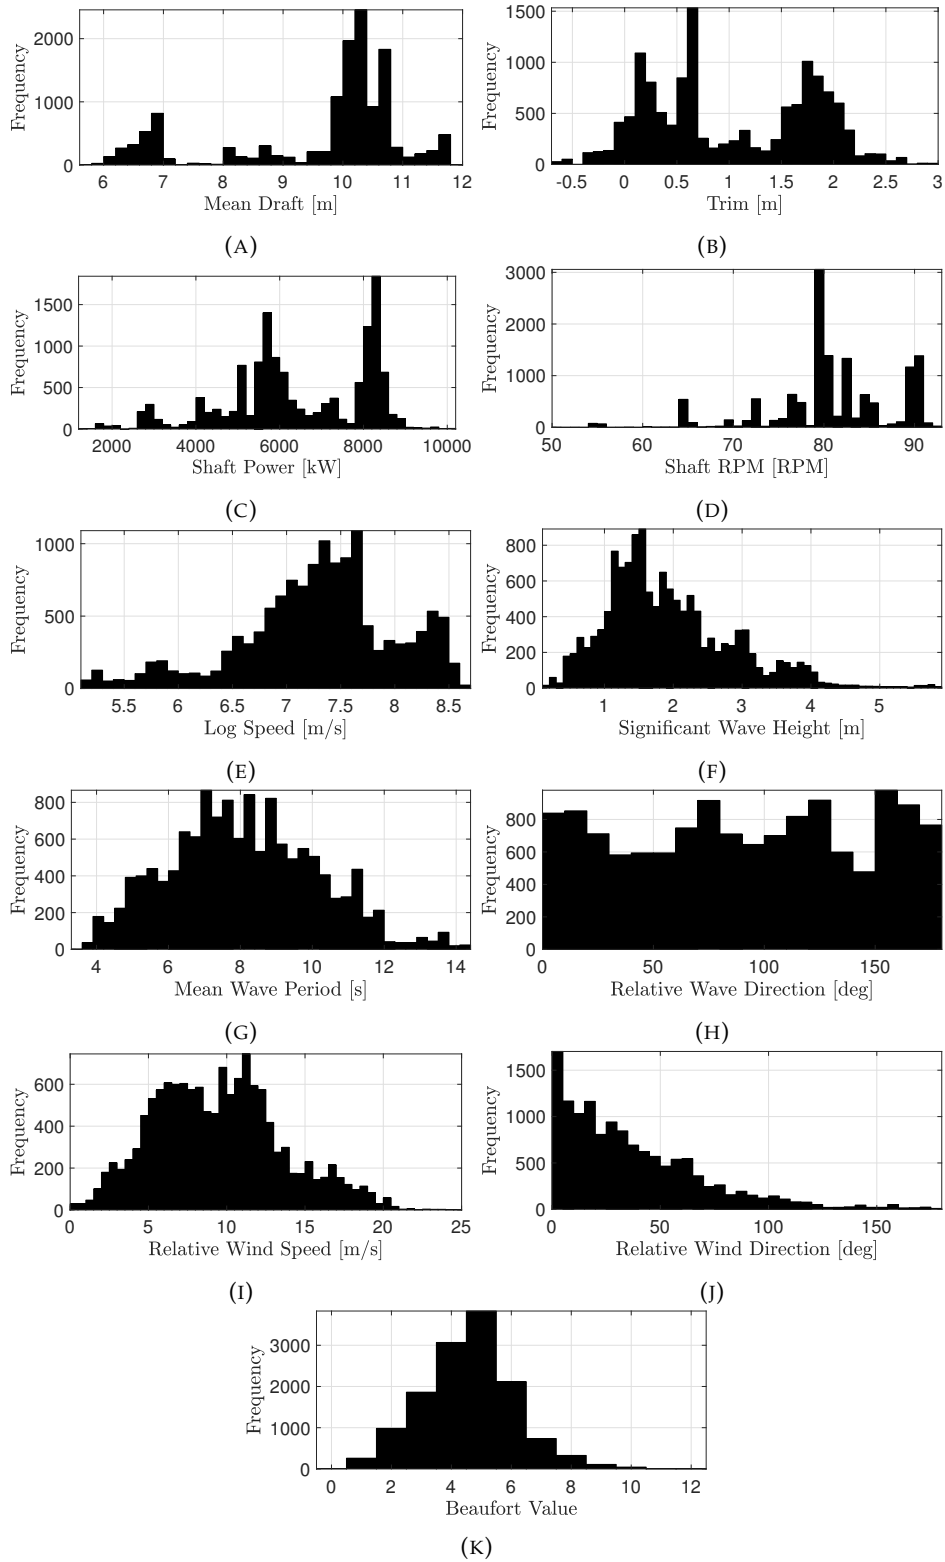 Frequency
2000
1000
0
6 7 8 9 10 11 12
Mean Draft [m]
(A)
Frequency
1500
1000
500
0
-0.5 0 0.5 1 1.5 2 2.5 3
Trim [m]
(B)
Frequency
1500
1000
500
0
2000 4000 6000 8000 10000
Shaft Power [kW]
(C)
Frequency
3000
2000
1000
0
50 60 70 80 90
Shaft RPM [RPM]
(D)
Frequency
1000
500
0
5.5 6 6.5 7 7.5 8 8.5
Log Speed [m/s]
(E)
Frequency
800
600
400
200
0
1 2 3 4 5
Significant Wave Height [m]
(F)
Frequency
800
600
400
200
0
4 6 8 10 12 14
Mean Wave Period [s]
(G)
Frequency
800
600
400
200
0
0 50 100 150
Relative Wave Direction [deg]
(H)
Frequency
600
400
200
0
0 5 10 15 20 25
Relative Wind Speed [m/s]
(I)
Frequency
1500
1000
500
0
0 50 100 150
Relative Wind Direction [deg]
(J)
Frequency
3000
2000
1000
0
0 2 4 6 8 10 12
Beaufort Value
(K)